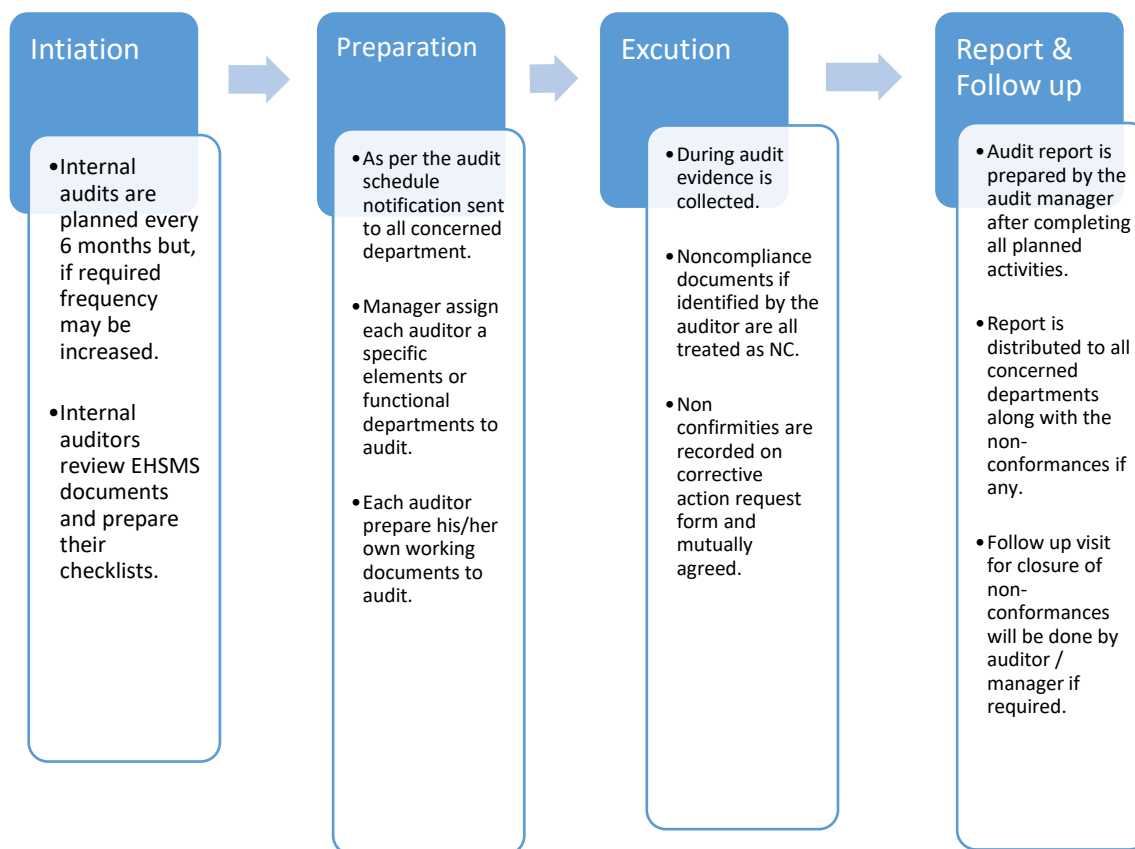 Intiation
•Internal
audits are
planned every
6 months but,
if required
frequency
may be
increased.
•Internal
auditors
review EHSMS
documents
and prepare
their
checklists.
Preparation
•As per the audit
schedule
notification sent
to all concerned
department.
•Manager assign
each auditor a
specific
elements or
functional
departments to
audit.
•Each auditor
prepare his/her
own working
documents to
audit.
Excution
•During audit
evidence is
collected.
•Noncompliance
documents if
identified by the
auditor are all
treated as NC.
•Non
confirmities are
recorded on
corrective
action request
form and
mutually
agreed.
Report &
Follow up
•Audit report is
prepared by the
audit manager
after completing
all planned
activities.
•Report is
distributed to all
concerned
departments
along with the
non-
conformances if
any.
•Follow up visit
for closure of
non-
conformances
will be done by
auditor /
manager if
required.